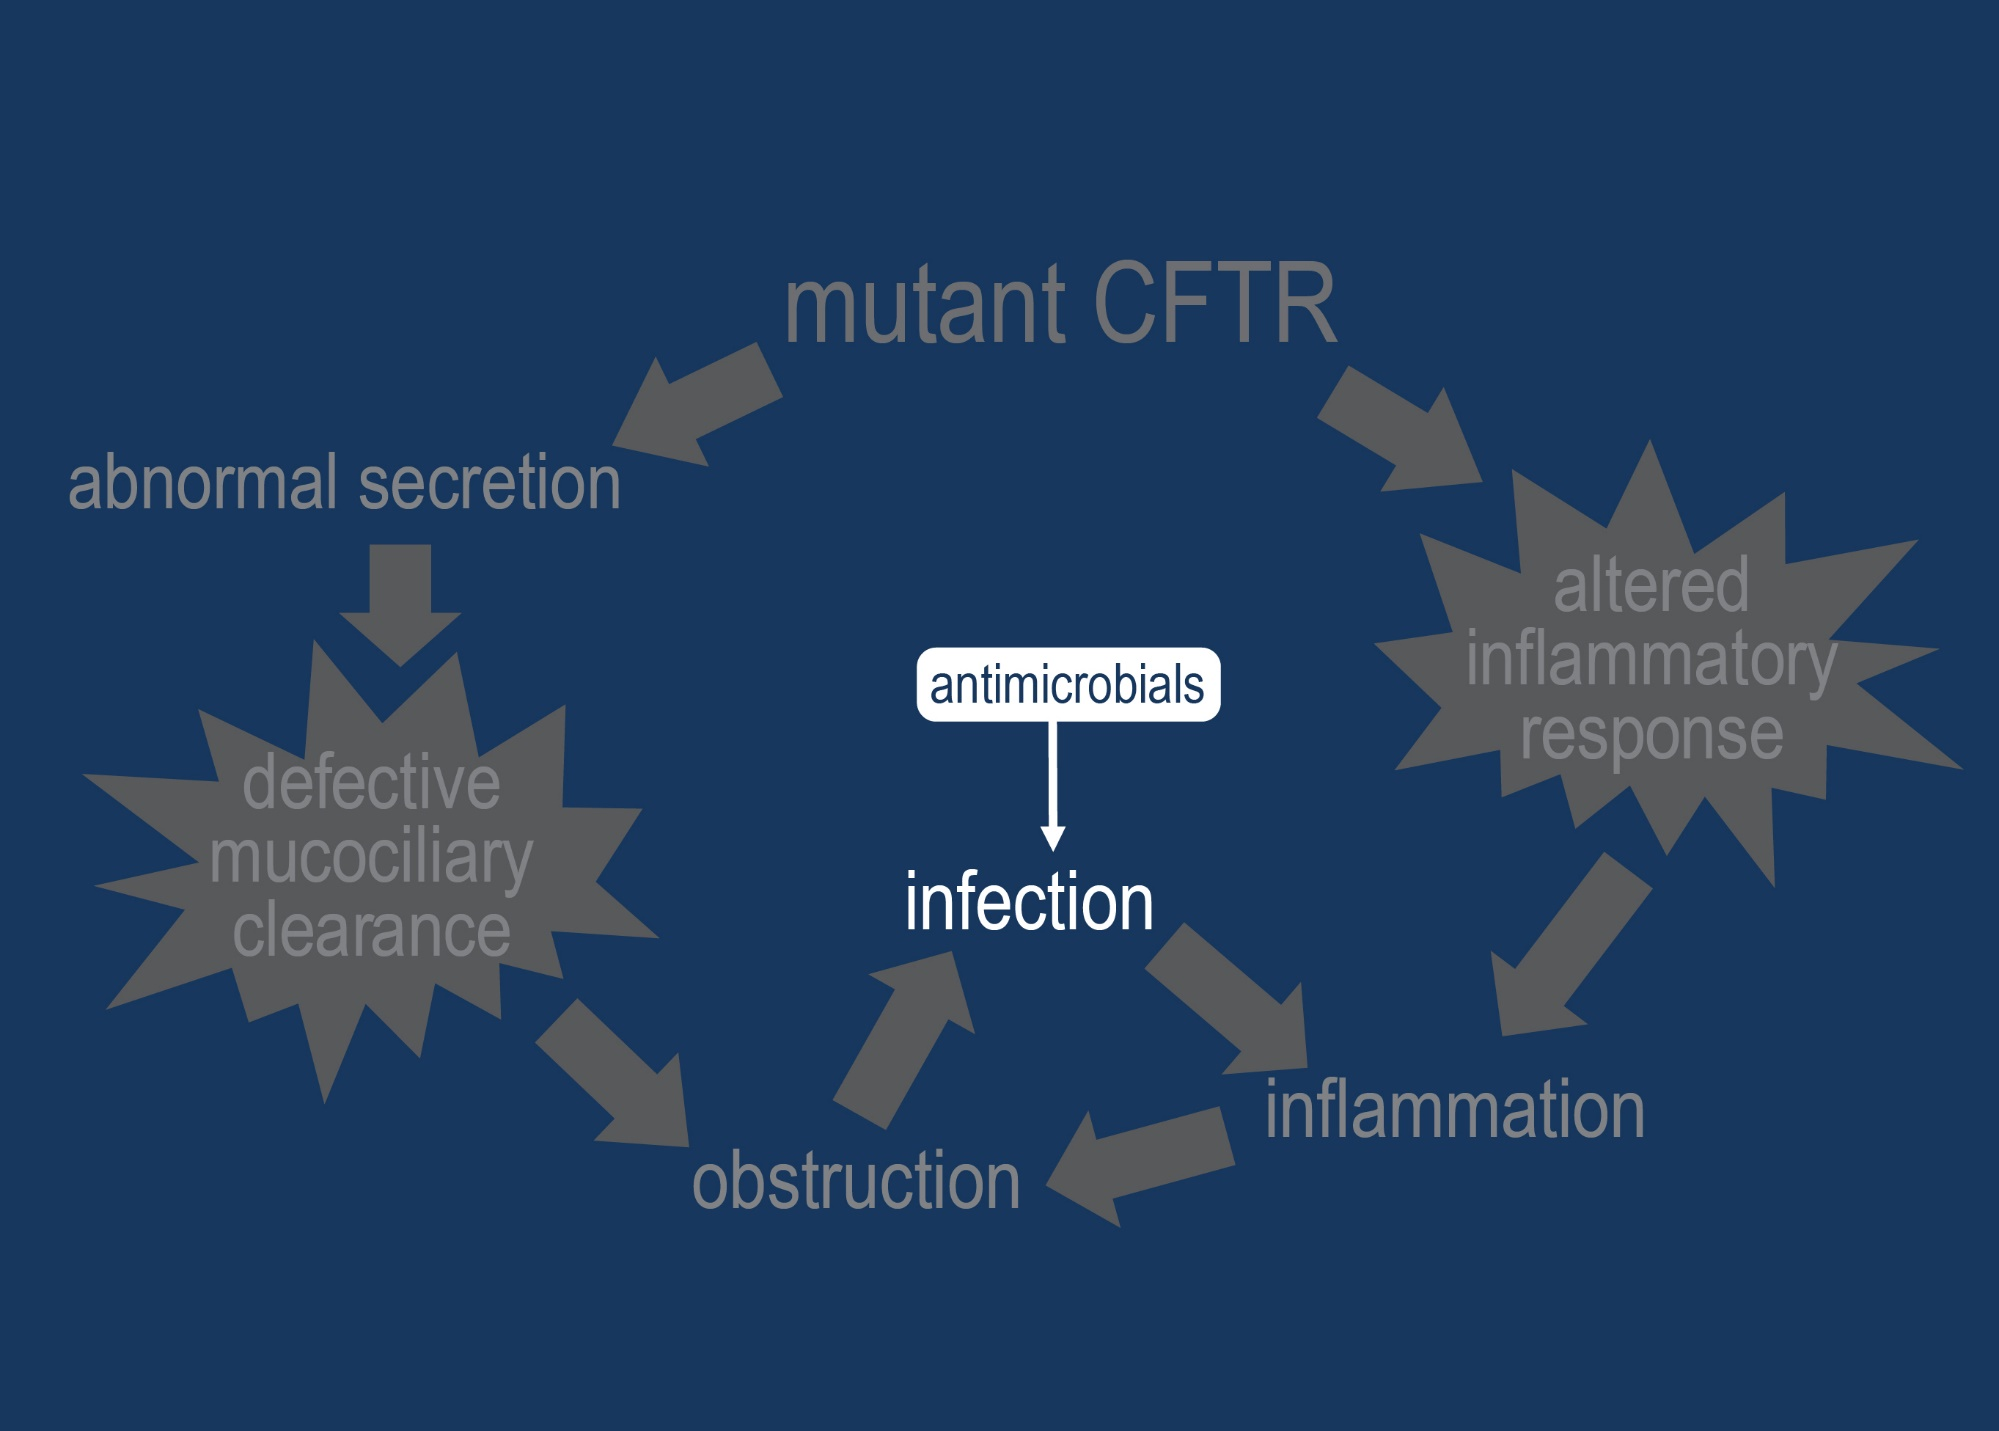 mutant CFTR
abnormal secretion
altered
inflammatory
response
antimicrobials
defective
mucociliary
clearance
infection
inflammation
obstruction